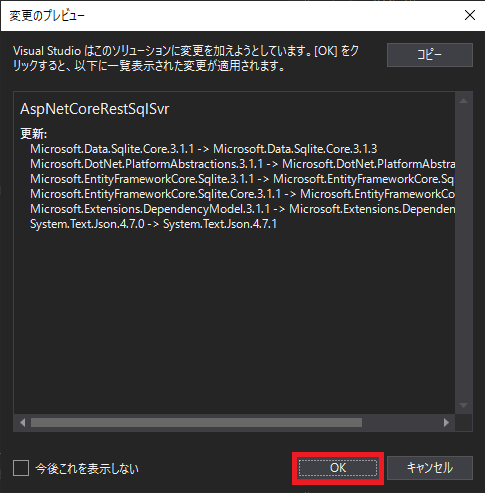 変更のプレビュー
Visual Studio はこのソリューションに変更を加えようとしています。[OK] をク
リックすると、以下に一覧表示された変更が適用されます。
コピー
AspNetCoreRestSqlSvr
更新:
Microsoft.Data.Sqlite.Core.3.1.1 -> Microsoft.Data.Sqlite.Core.3.1.3
Microsoft.DotNet.PlatformAbstractions.3.1.1 -> Microsoft.DotNet.PlatformAbstra
Microsoft.EntityFrameworkCore.Sqlite.3.1.1 -> Microsoft.EntityFrameworkCore.Sq
Microsoft.EntityFrameworkCore.Sqlite.Core.3.1.1 -> Microsoft.EntityFrameworkCo
Microsoft.Extensions.DependencyModel.3.1.1 -> Microsoft.Extensions.Dependen
System.Text.Json.4.7.0 -> System.Text.Json.4.7.1
今後これを表示しない
OK
キャンセル